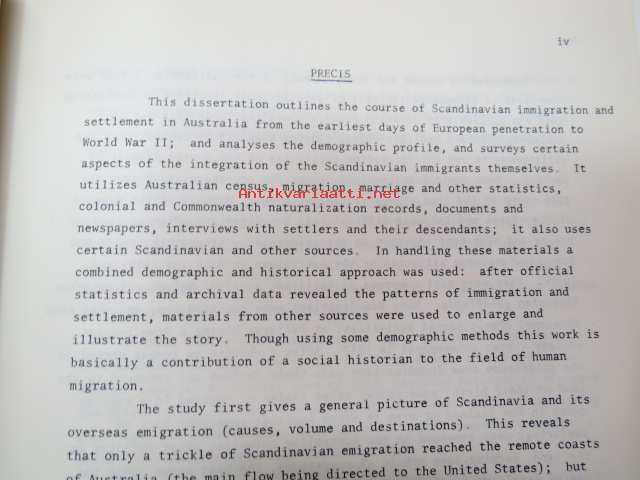 iv
PRECIS
This dissertation outlines the course of Scandinavian immigration and
settlement in Australia from the earliest days of European penetration to
World War II; and analyses the demographic profile, and surveys certain
aspects of the integration of the Scandinavian immigrants themselves. It
utilizes Australian census, migration, marriage and other statistics,
Antikvariaatti.net
colonial and Commonwealth naturalization records, documents and
newspapers, interviews with settlers and their descendants; it also uses
certain Scandinavian and other sources. In handling these materials a
combined demographic and historical approach was used: after official
statistics and archival data revealed the patterns of immigration and
settlement, materials from other sources were used to enlarge and
illustrate the story. Though using some demographic methods this work is
basically a contribution of a social historian to the field of human
migration.
The study first gives a general picture of Scandinavia and its
overseas emigration (causes, volume and destinations). This reveals
that only a trickle of Scandinavian emigration reached the remote coasts
of Australia (the main flow being directed to the United States); but